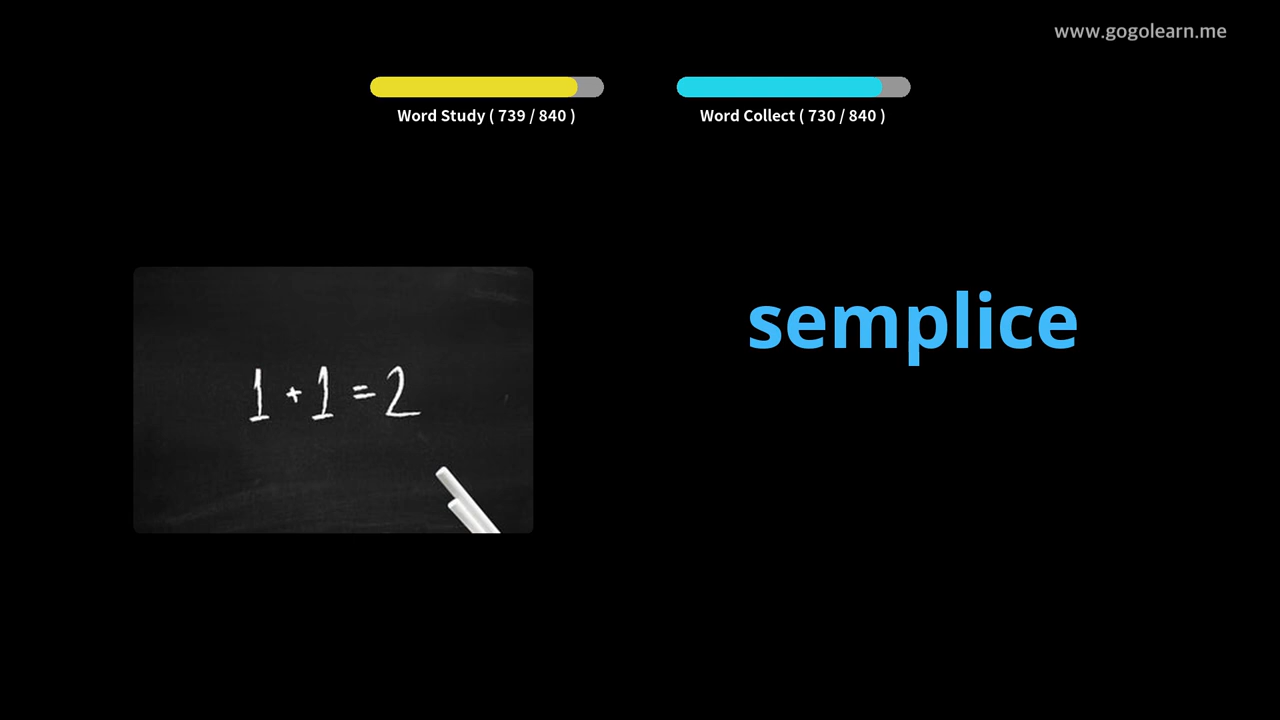 www.gogolearn.me
Word Study ( 739 / 840 )
Word Collect ( 730 / 840 )
semplice
1 + 1 = 2